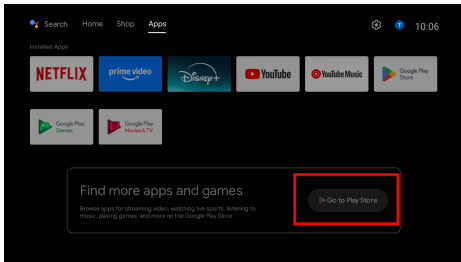 Search Home Shop Apps T 10:06
Installed Apps
NETFLIX prime video Disney+ YouTube YouTube Music Google Play
Store
Google Play
Games
Google Play
Movies & TV
Find more apps and games
Browse apps for streaming video, watching live sports, listening to
music, playing games, and more on the Google Play Store
Go to Play Store